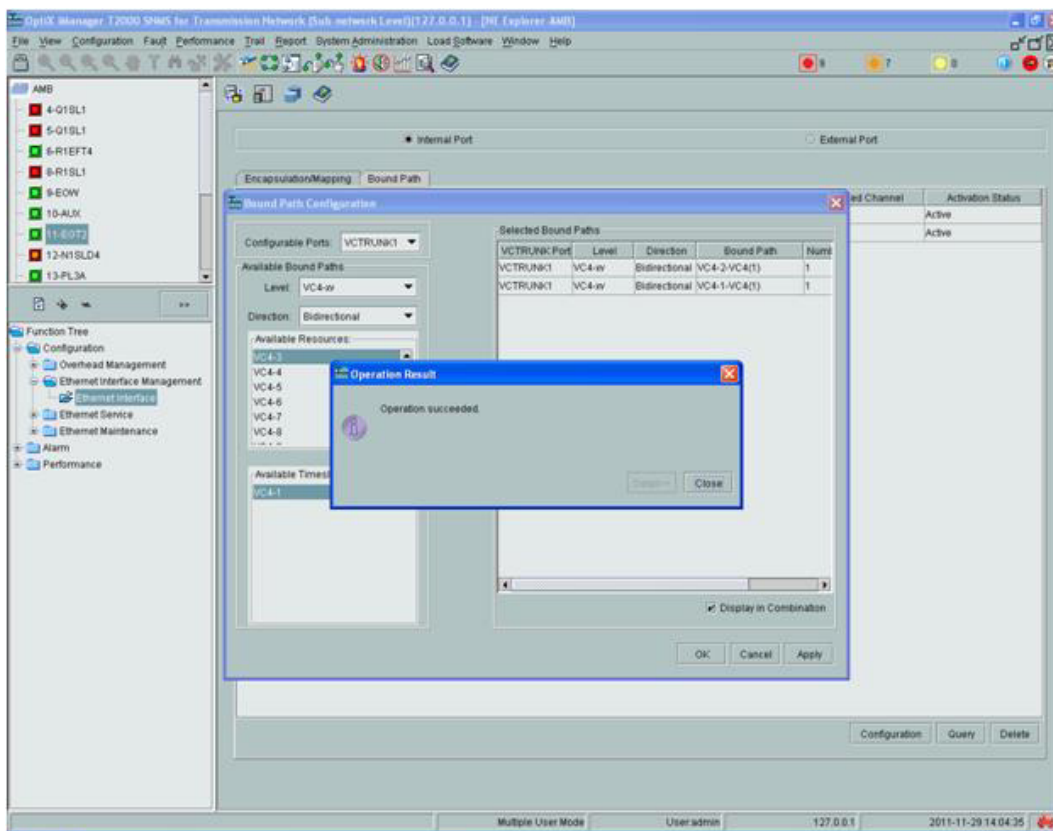 OptiX iManager T2000 SNMS for Transmission Network (Sub-network Level)(127.0.0.1) - [NE Explorer-AMB]
File View Configuration Fault Performance Trail Report System Administration Load Software Window Help
9 7 0
AMB
4-Q1SL1
5-Q1SL1
6-R1EFT4
8-R1SL1
9-EOW
10-AUX
11-EGT2
12-N1SLD4
13-PL3A
>>
Function Tree
Configuration
Overhead Management
Ethernet Interface Management
Ethernet Interface
Ethernet Service
Ethernet Maintenance
Alarm
Performance
Internal Port External Port
Encapsulation/Mapping Bound Path
ed Channel Activation Status
Active
Active
Bound Path Configuration
Configurable Ports: VCTRUNK1
Available Bound Paths
Level: VC4-xv
Direction: Bidirectional
Available Resources:
VC4-3
VC4-4
VC4-5
VC4-6
VC4-7
VC4-8
Available Timesl
VC4-1
Selected Bound Paths
VCTRUNK Port Level Direction Bound Path Numb
VCTRUNK1 VC4-xv Bidirectional VC4-2-VC4(1) 1
VCTRUNK1 VC4-xv Bidirectional VC4-1-VC4(1) 1
Display in Combination
OK Cancel Apply
Operation Result
Operation succeeded.
Close
Configuration Query Delete
Multiple User Mode User:admin 127.0.0.1 2011-11-29 14:04:35